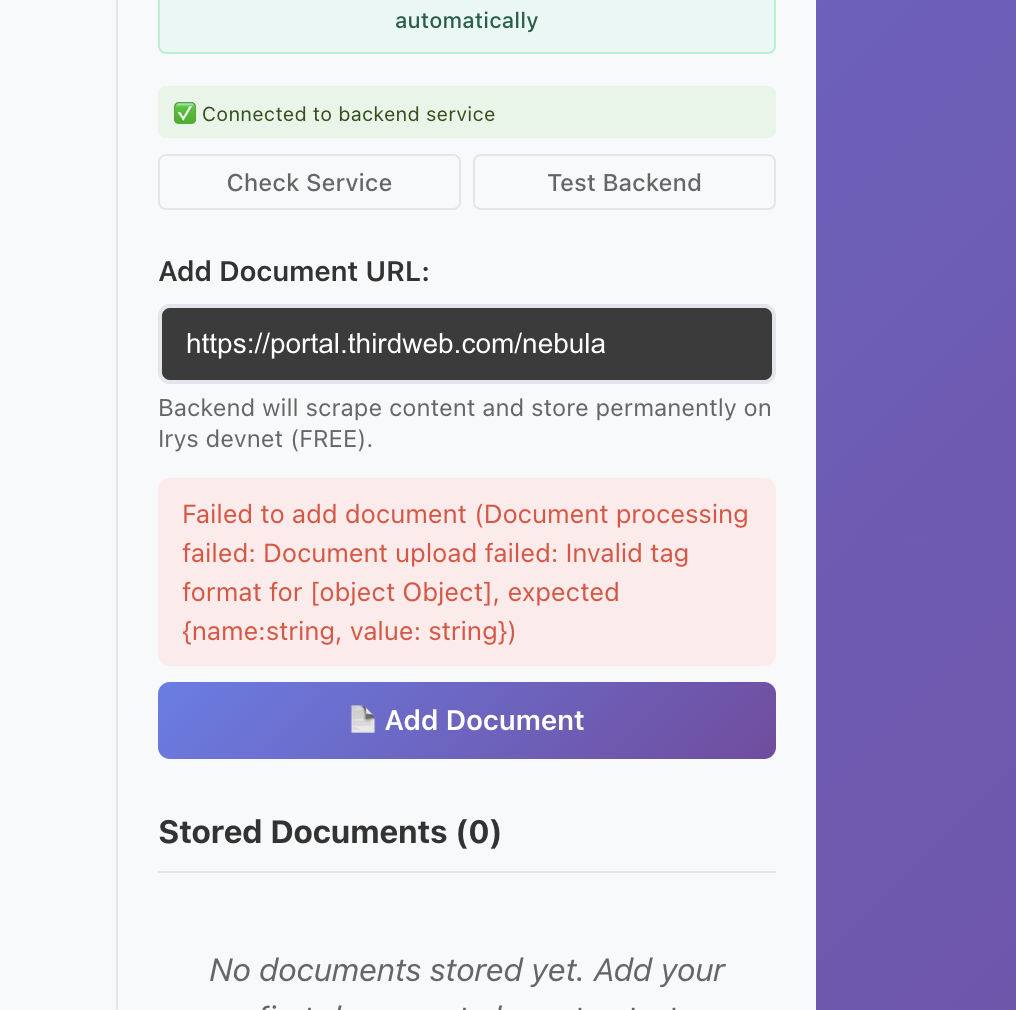 automatically
✅ Connected to backend service
Check Service
Test Backend
Add Document URL:
https://portal.thirdweb.com/nebula
Backend will scrape content and store permanently on
Irys devnet (FREE).
Failed to add document (Document processing
failed: Document upload failed: Invalid tag
format for [object Object], expected
{name:string, value: string})
📄 Add Document
Stored Documents (0)
No documents stored yet. Add your